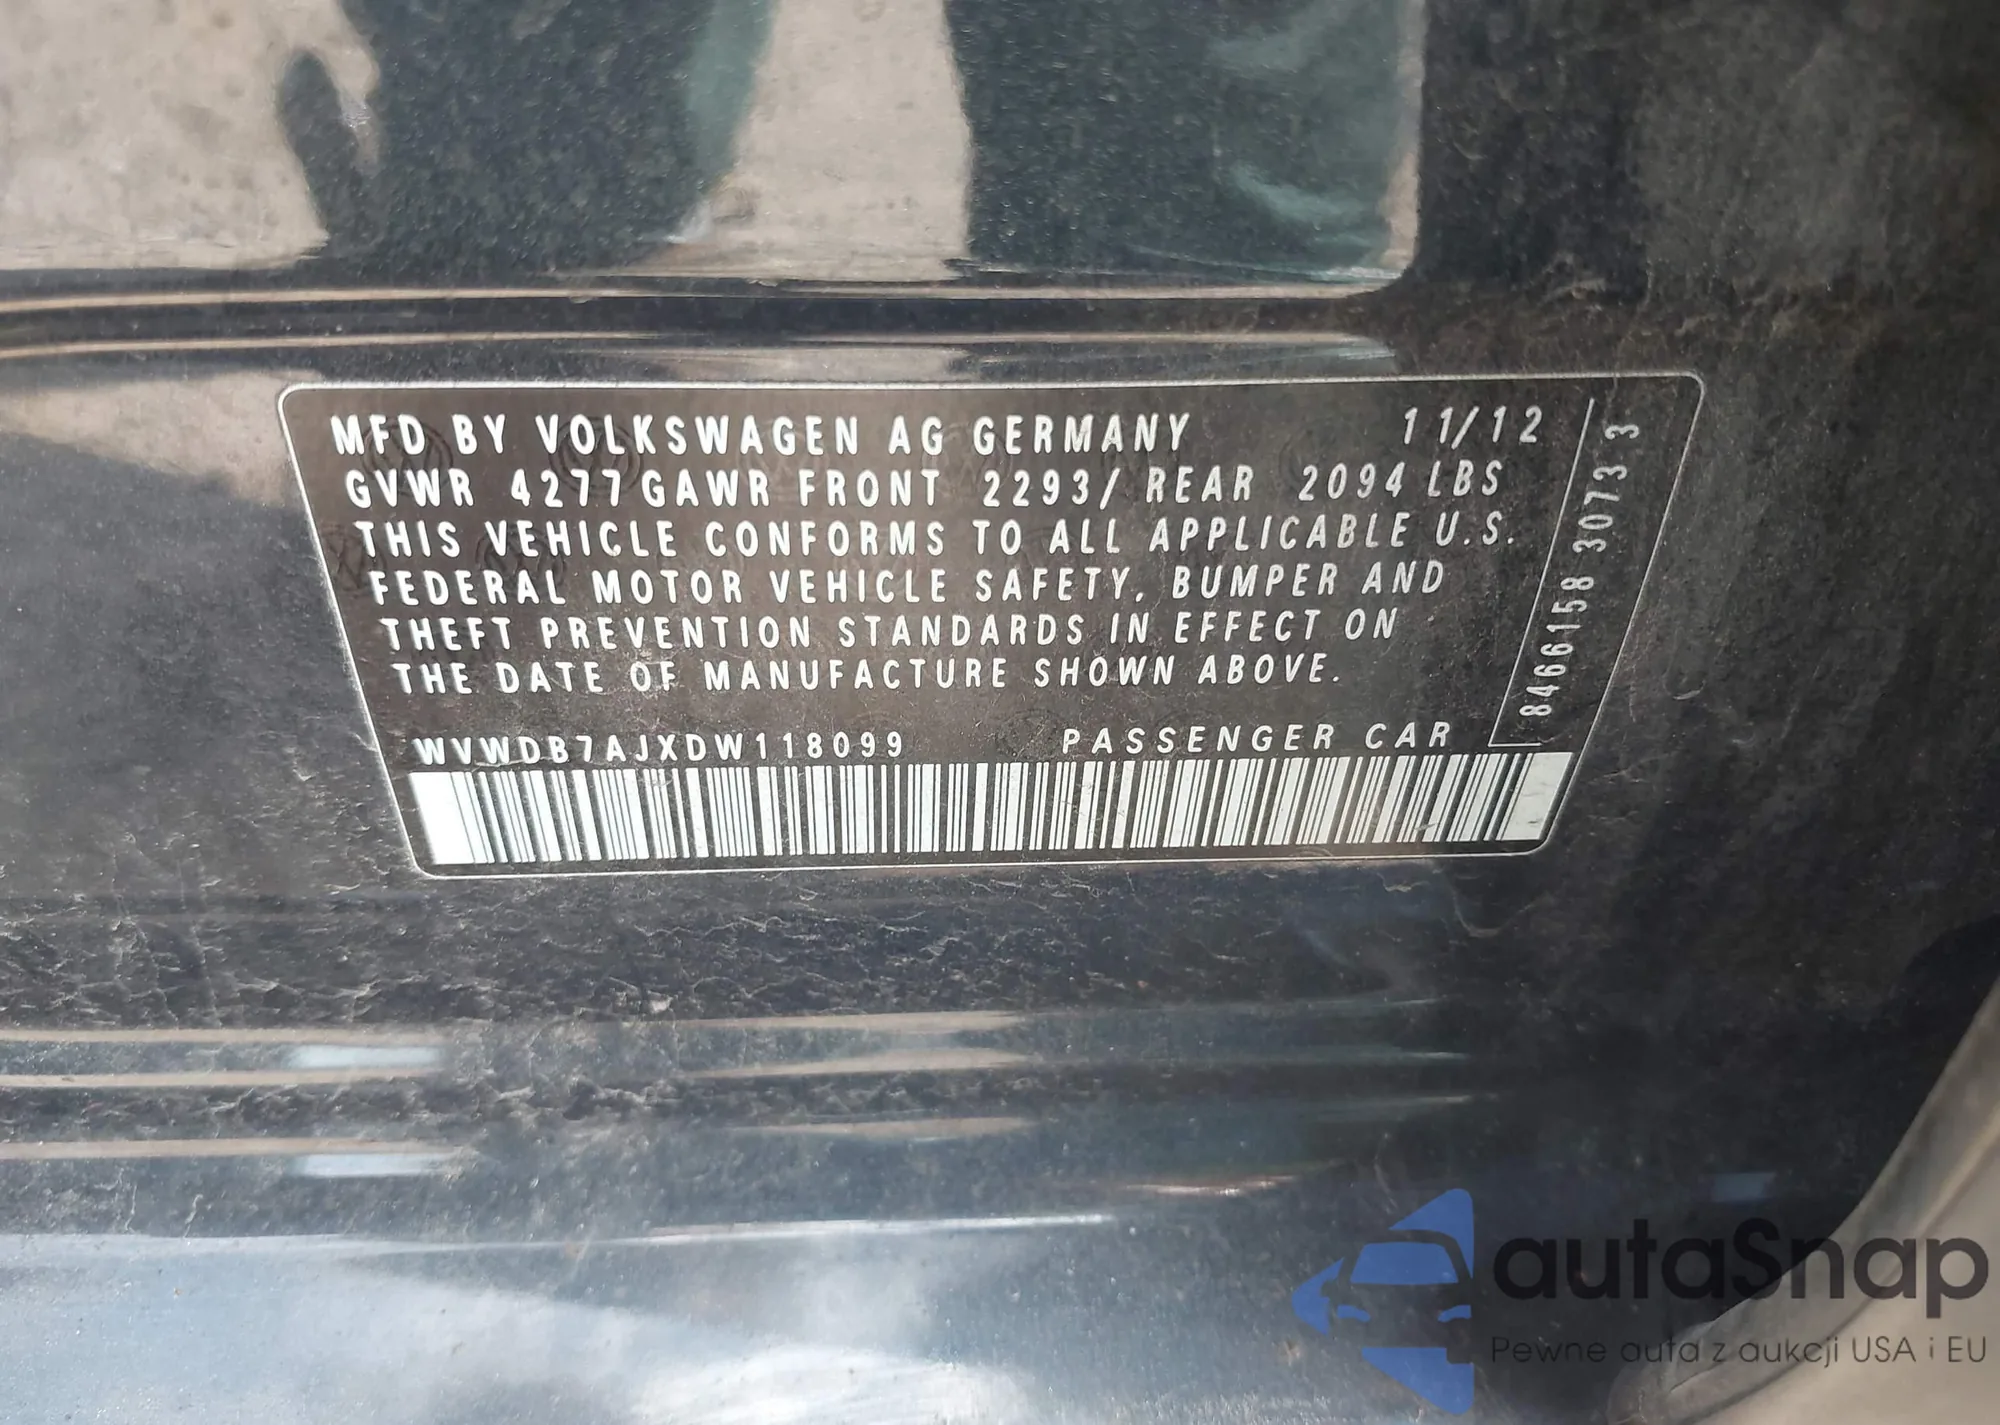 MFD BY VOLKSWAGEN AG GERMANY 11/12
GVWR 4277 GAWR FRONT 2293/ REAR 2094 LBS
THIS VEHICLE CONFORMS TO ALL APPLICABLE U.S.
FEDERAL MOTOR VEHICLE SAFETY, BUMPER AND
THEFT PREVENTION STANDARDS IN EFFECT ON
THE DATE OF MANUFACTURE SHOWN ABOVE.
WVWDB7AJXDW118099 PASSENGER CAR
8466158 3073 3
autaSnap
Pewne auta z aukcji USA i EU